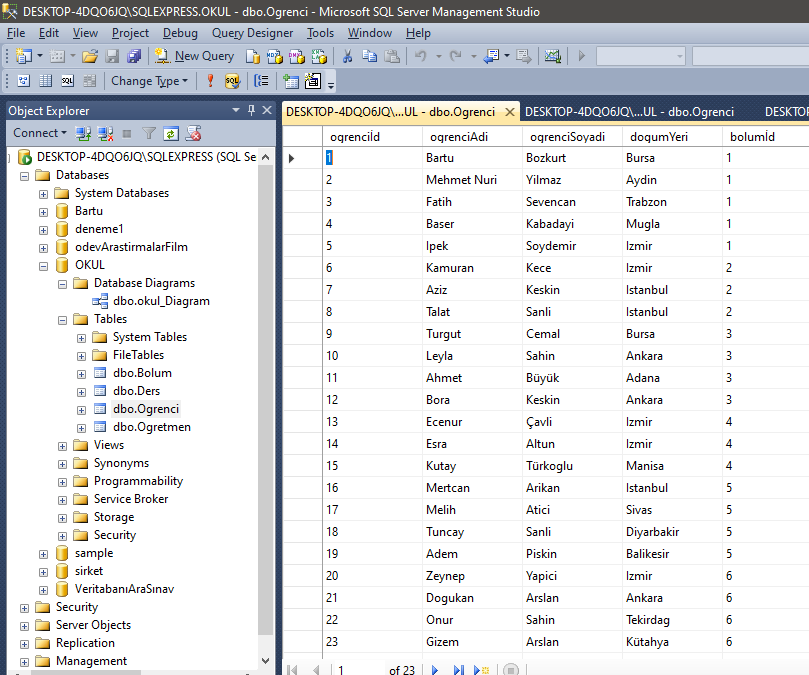 DESKTOP-4DQO6JQ\SQLEXPRESS.OKUL - dbo.Ogrenci - Microsoft SQL Server Management Studio
File Edit View Project Debug Query Designer Tools Window Help
New Query
Change Type
Object Explorer
Connect
DESKTOP-4DQO6JQ\SQLEXPRESS (SQL Se
Databases
System Databases
Bartu
deneme1
odevArastirmalarFilm
OKUL
Database Diagrams
dbo.okul_Diagram
Tables
System Tables
FileTables
dbo.Bolum
dbo.Ders
dbo.Ogrenci
dbo.Ogretmen
Views
Synonyms
Programmability
Service Broker
Storage
Security
sample
sirket
VeritabanıAraSınav
Security
Server Objects
Replication
Management
DESKTOP-4DQO6JQ\...UL - dbo.Ogrenci DESKTOP-4DQO6JQ\...UL - dbo.Ogrenci DESKTO
ogrenciId ogrenciAdi ogrenciSoyadi dogumYeri bolumId
1 Bartu Bozkurt Bursa 1
2 Mehmet Nuri Yilmaz Aydin 1
3 Fatih Sevencan Trabzon 1
4 Baser Kabadayi Mugla 1
5 Ipek Soydemir Izmir 1
6 Kamuran Kece Izmir 2
7 Aziz Keskin Istanbul 2
8 Talat Sanli Istanbul 2
9 Turgut Cemal Bursa 3
10 Leyla Sahin Ankara 3
11 Ahmet Büyük Adana 3
12 Bora Keskin Ankara 3
13 Ecenur Çavli Izmir 4
14 Esra Altun Izmir 4
15 Kutay Türkoglu Manisa 4
16 Mertcan Arikan Istanbul 5
17 Melih Atici Sivas 5
18 Tuncay Sanli Diyarbakir 5
19 Adem Piskin Balikesir 5
20 Zeynep Yapici Izmir 6
21 Dogukan Arslan Ankara 6
22 Onur Sahin Tekirdag 6
23 Gizem Arslan Kütahya 6
1 of 23